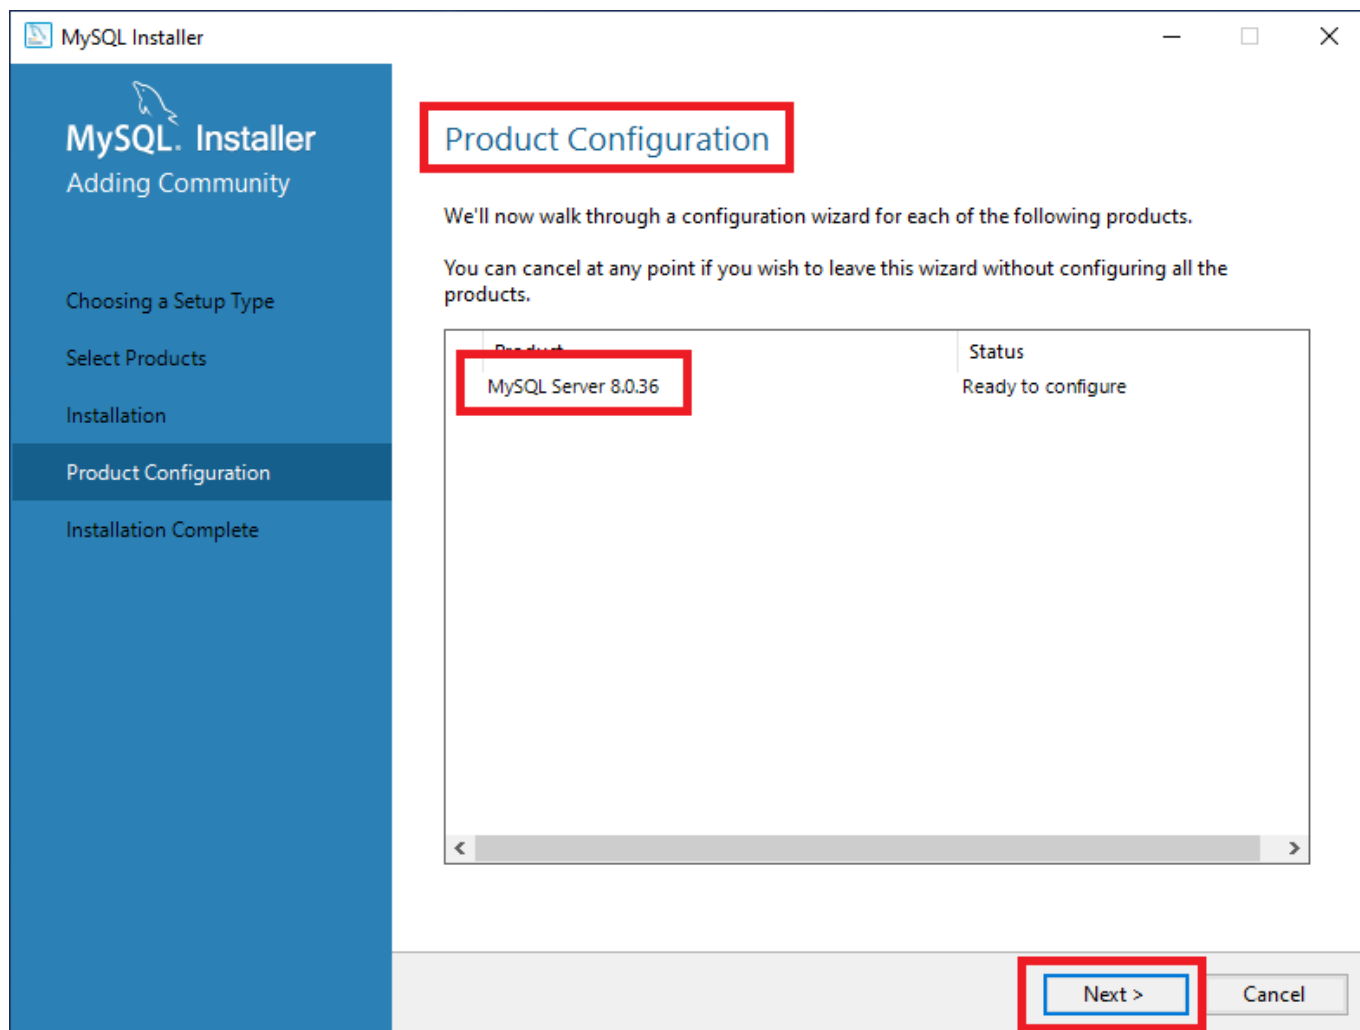 MySQL Installer
MySQL. Installer
Adding Community
Choosing a Setup Type
Select Products
Installation
Product Configuration
Installation Complete
Product Configuration
We'll now walk through a configuration wizard for each of the following products.
You can cancel at any point if you wish to leave this wizard without configuring all the
products.
Product Status
MySQL Server 8.0.36 Ready to configure
Next >
Cancel